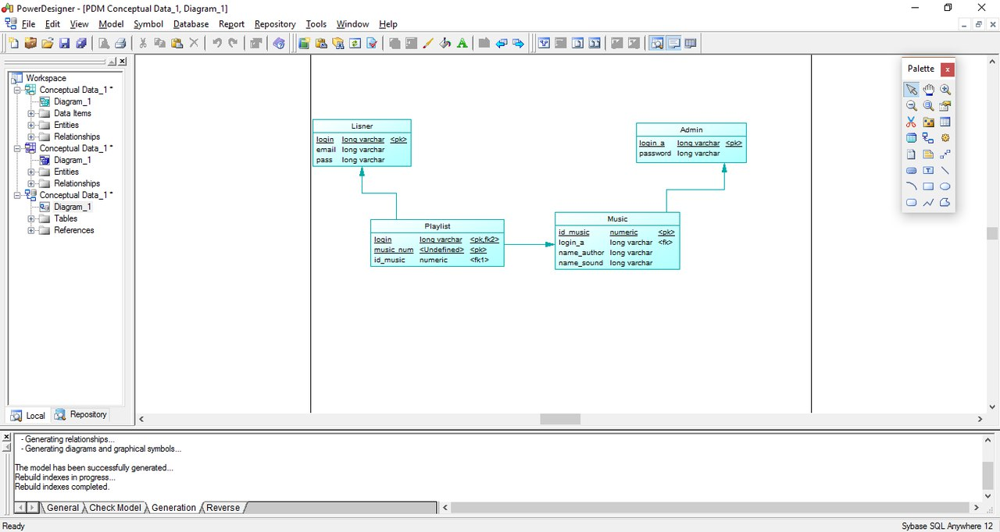 PowerDesigner - [PDM Conceptual Data_1, Diagram_1]
File Edit View Model Symbol Database Report Repository Tools Window Help
Workspace
Conceptual Data_1 *
Diagram_1
Data Items
Entities
Relationships
Conceptual Data_1 *
Diagram_1
Entities
Relationships
Conceptual Data_1 *
Diagram_1
Tables
References
Local Repository
Lisner
login long varchar <pk>
email long varchar
pass long varchar
Admin
login_a long varchar <pk>
password long varchar
Playlist
login long varchar <pk,fk2>
music_num <Undefined> <pk>
id_music numeric <fk1>
Music
id_music numeric <pk>
login_a long varchar <fk>
name_author long varchar
name_sound long varchar
Palette
- Generating relationships...
- Generating diagrams and graphical symbols...
The model has been successfully generated...
Rebuild indexes in progress...
Rebuild indexes completed.
General Check Model Generation Reverse
Ready Sybase SQL Anywhere 12